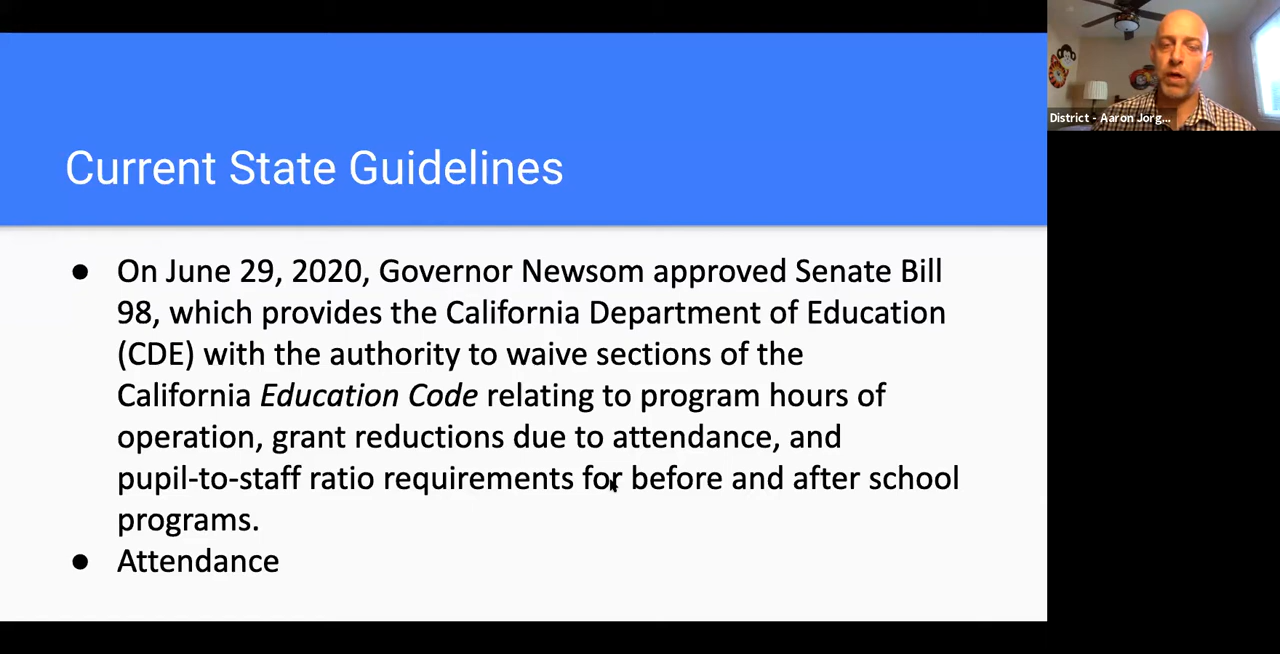 Current State Guidelines
● On June 29, 2020, Governor Newsom approved Senate Bill
98, which provides the California Department of Education
(CDE) with the authority to waive sections of the
California Education Code relating to program hours of
operation, grant reductions due to attendance, and
pupil-to-staff ratio requirements for before and after school
programs.
● Attendance
District - Aaron Jorg...